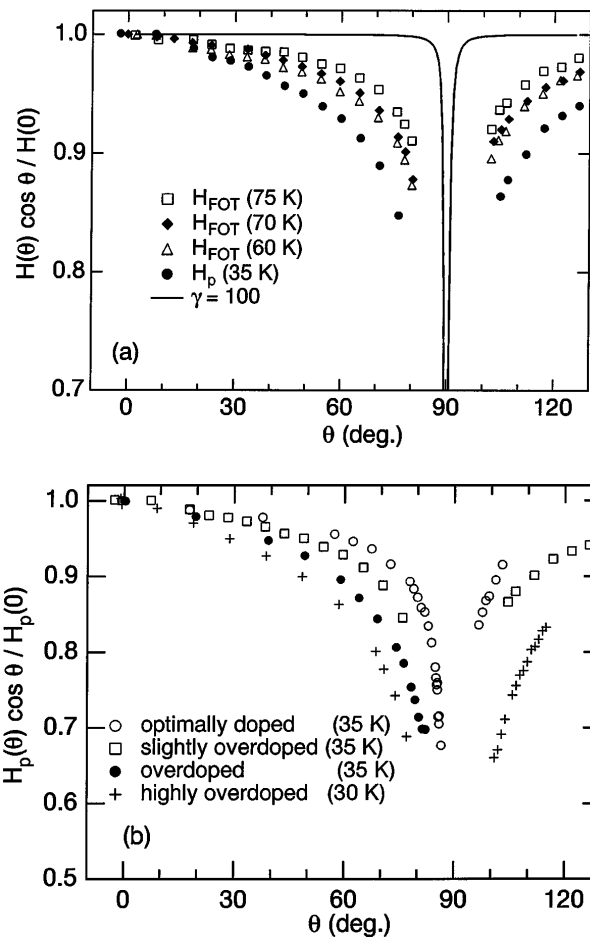 1.0
0.9
0.8
0.7
H(θ) cos θ / H(0)
□ H_FOT (75 K)
◆ H_FOT (70 K)
△ H_FOT (60 K)
● H_p (35 K)
— γ = 100
(a)
0 30 60 90 120
θ (deg.)
1.0
0.9
0.8
0.7
0.6
0.5
H_p(θ) cos θ / H_p(0)
○ optimally doped (35 K)
□ slightly overdoped (35 K)
● overdoped (35 K)
+ highly overdoped (30 K)
(b)
0 30 60 90 120
θ (deg.)